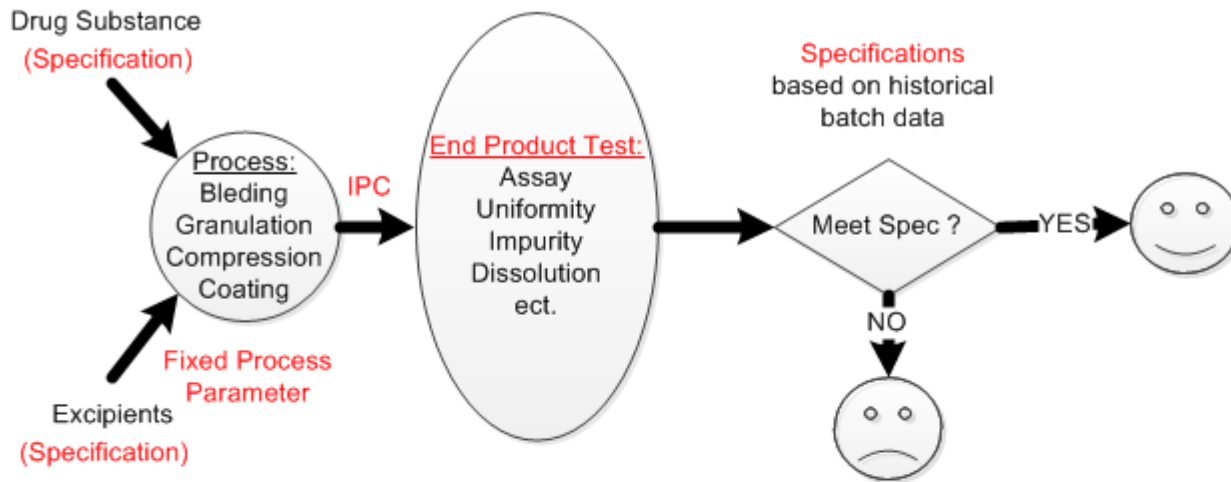 Drug Substance
(Specification)
Process:
Bleding
Granulation
Compression
Coating
Fixed Process
Parameter
Excipients
(Specification)
IPC
End Product Test:
Assay
Uniformity
Impurity
Dissolution
ect.
Specifications
based on historical
batch data
Meet Spec ?
YES
NO